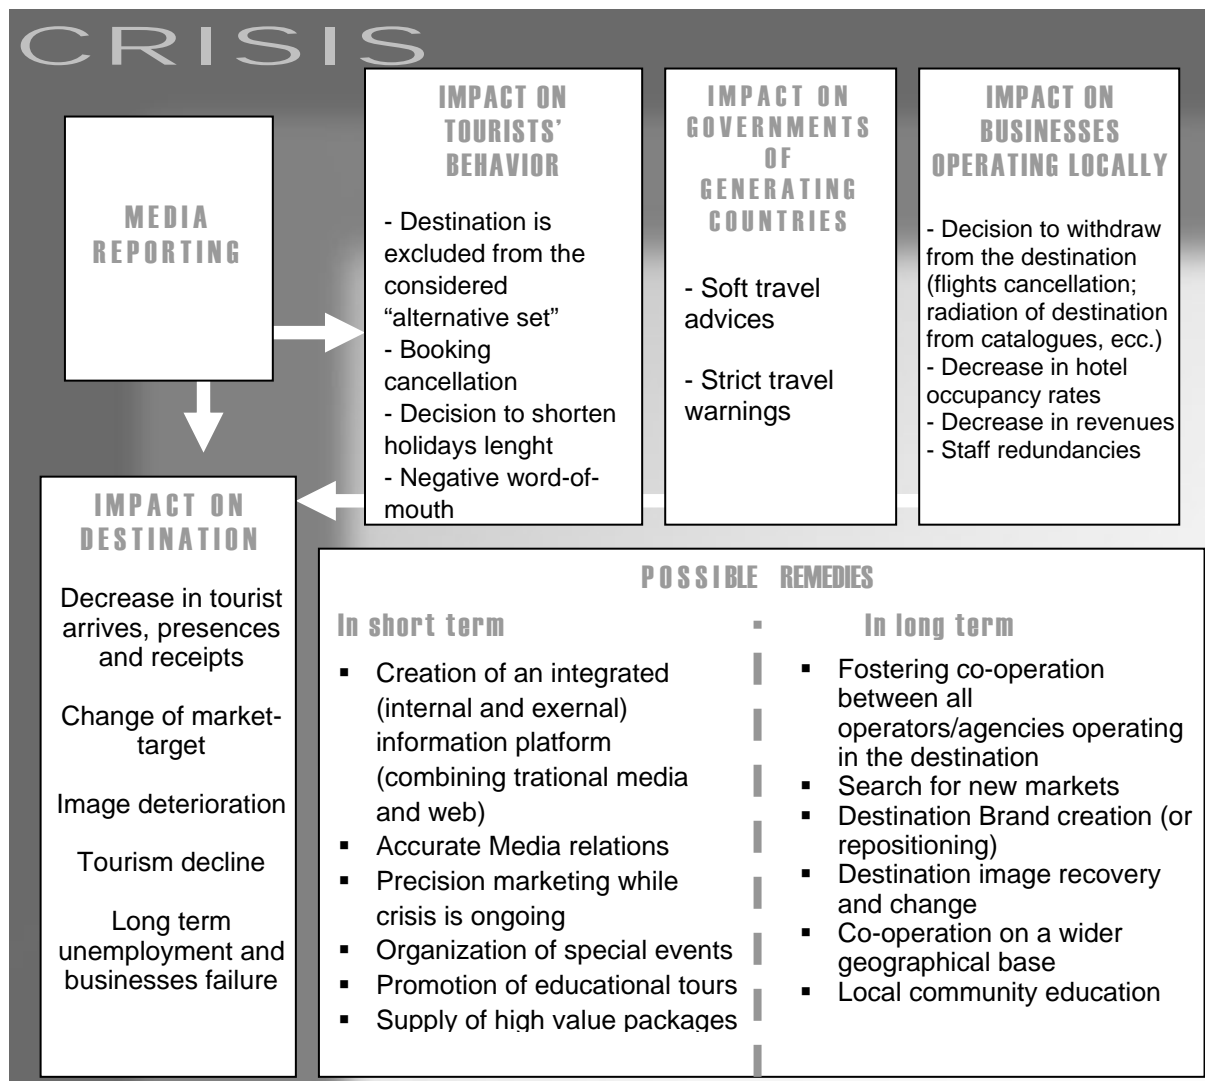 CRISIS
MEDIA
REPORTING
IMPACT ON
TOURISTS'
BEHAVIOR
- Destination is
excluded from the
considered
“alternative set”
- Booking
cancellation
- Decision to shorten
holidays lenght
- Negative word-of-
mouth
IMPACT ON
GOVERNMENTS
OF
GENERATING
COUNTRIES
- Soft travel
advices
- Strict travel
warnings
IMPACT ON
BUSINESSES
OPERATING LOCALLY
- Decision to withdraw
from the destination
(flights cancellation;
radiation of destination
from catalogues, ecc.)
- Decrease in hotel
occupancy rates
- Decrease in revenues
- Staff redundancies
IMPACT ON
DESTINATION
Decrease in tourist
arrives, presences
and receipts
Change of market-
target
Image deterioration
Tourism decline
Long term
unemployment and
businesses failure
POSSIBLE REMEDIES
In short term
▪ Creation of an integrated
(internal and exernal)
information platform
(combining trational media
and web)
▪ Accurate Media relations
▪ Precision marketing while
crisis is ongoing
▪ Organization of special events
▪ Promotion of educational tours
▪ Supply of high value packages
In long term
▪ Fostering co-operation
between all
operators/agencies operating
in the destination
▪ Search for new markets
▪ Destination Brand creation (or
repositioning)
▪ Destination image recovery
and change
▪ Co-operation on a wider
geographical base
▪ Local community education